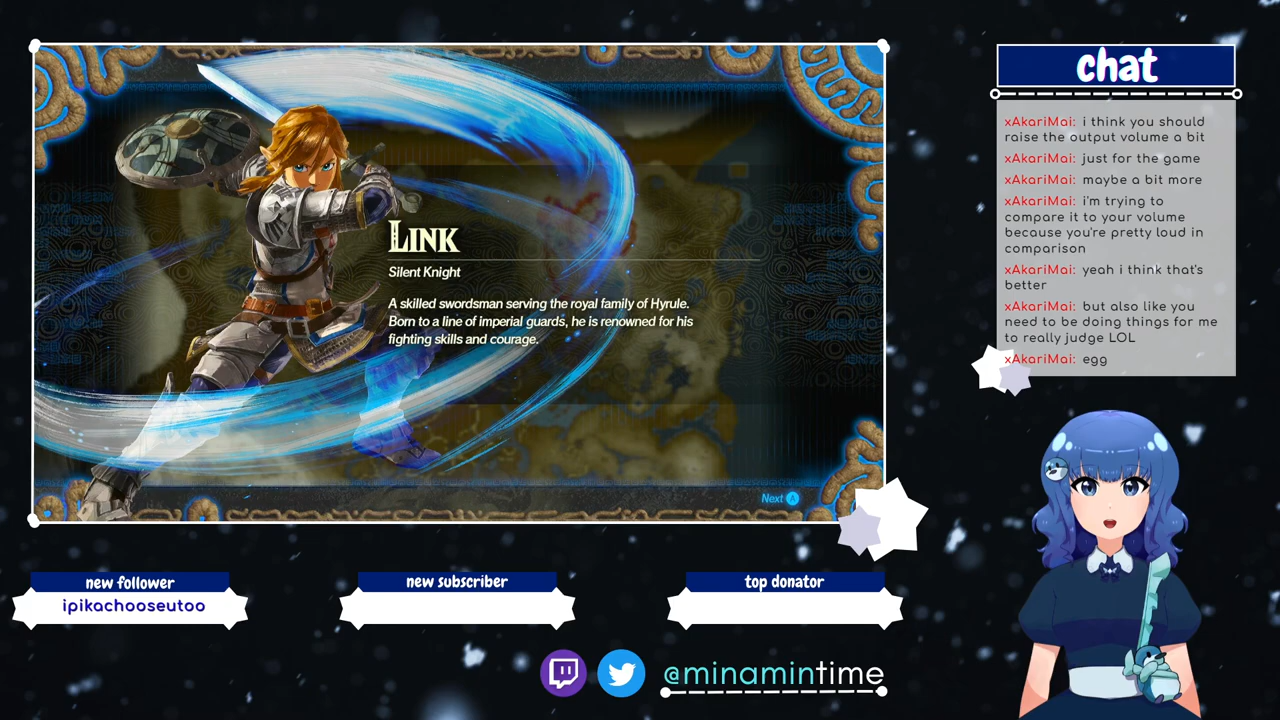 Link
Silent Knight
A skilled swordsman serving the royal family of Hyrule.
Born to a line of imperial guards, he is renowned for his
fighting skills and courage.
Next A
chat
xAkariMai: i think you should
raise the output volume a bit
xAkariMai: just for the game
xAkariMai: maybe a bit more
xAkariMai: i'm trying to
compare it to your volume
because you're pretty loud in
comparison
xAkariMai: yeah i think that's
better
xAkariMai: but also like you
need to be doing things for me
to really judge LOL
xAkariMai: egg
new follower
ipikachooseutoo
new subscriber
top donator
@minamintime